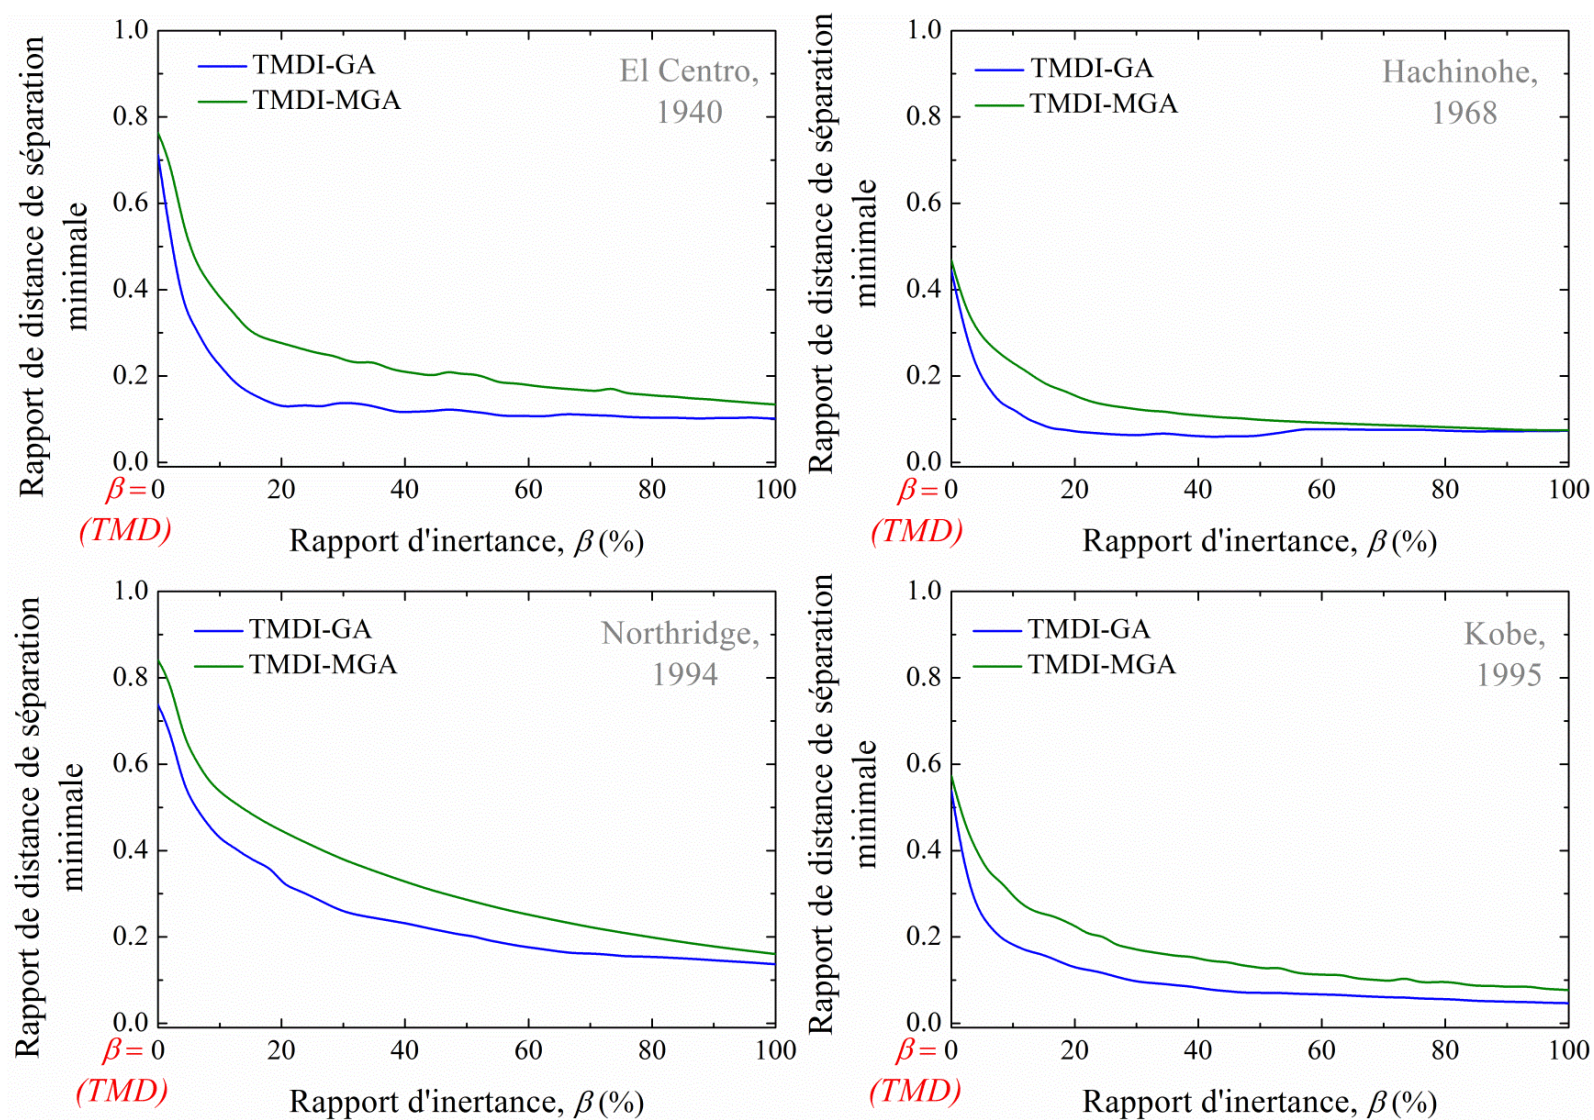 Rapport de distance de séparation
minimale
1.0
0.8
0.6
0.4
0.2
0.0
TMDI-GA
TMDI-MGA
El Centro,
1940
β = 0 20 40 60 80 100
(TMD)
Rapport d'inertance, β (%)
Rapport de distance de séparation
minimale
1.0
0.8
0.6
0.4
0.2
0.0
TMDI-GA
TMDI-MGA
Hachinohe,
1968
β = 0 20 40 60 80 100
(TMD)
Rapport d'inertance, β (%)
Rapport de distance de séparation
minimale
1.0
0.8
0.6
0.4
0.2
0.0
TMDI-GA
TMDI-MGA
Northridge,
1994
β = 0 20 40 60 80 100
(TMD)
Rapport d'inertance, β (%)
Rapport de distance de séparation
minimale
1.0
0.8
0.6
0.4
0.2
0.0
TMDI-GA
TMDI-MGA
Kobe,
1995
β = 0 20 40 60 80 100
(TMD)
Rapport d'inertance, β (%)